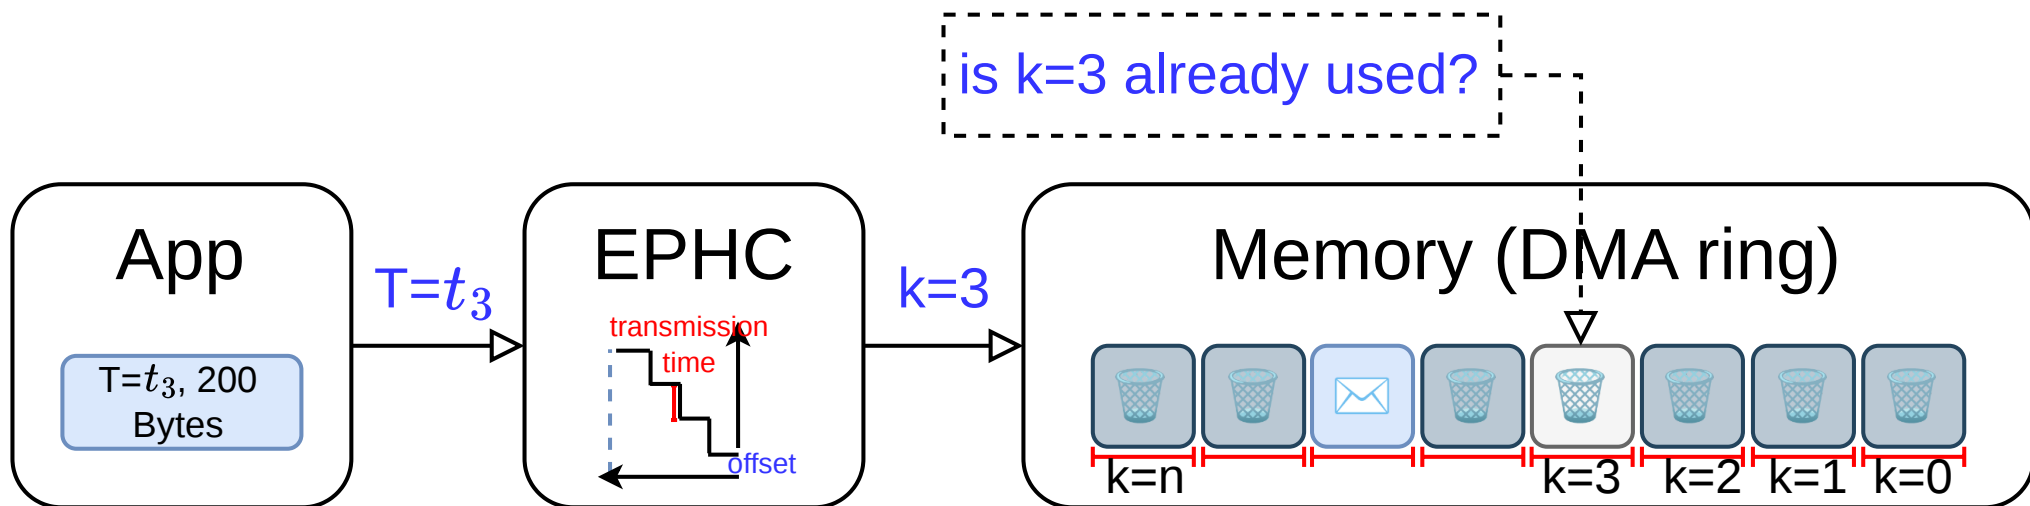 is k=3 already used?
App
T=t₃
EPHC
k=3
Memory (DMA ring)
transmission
time
T=t₃, 200
Bytes
offset
k=n
k=3
k=2
k=1
k=0